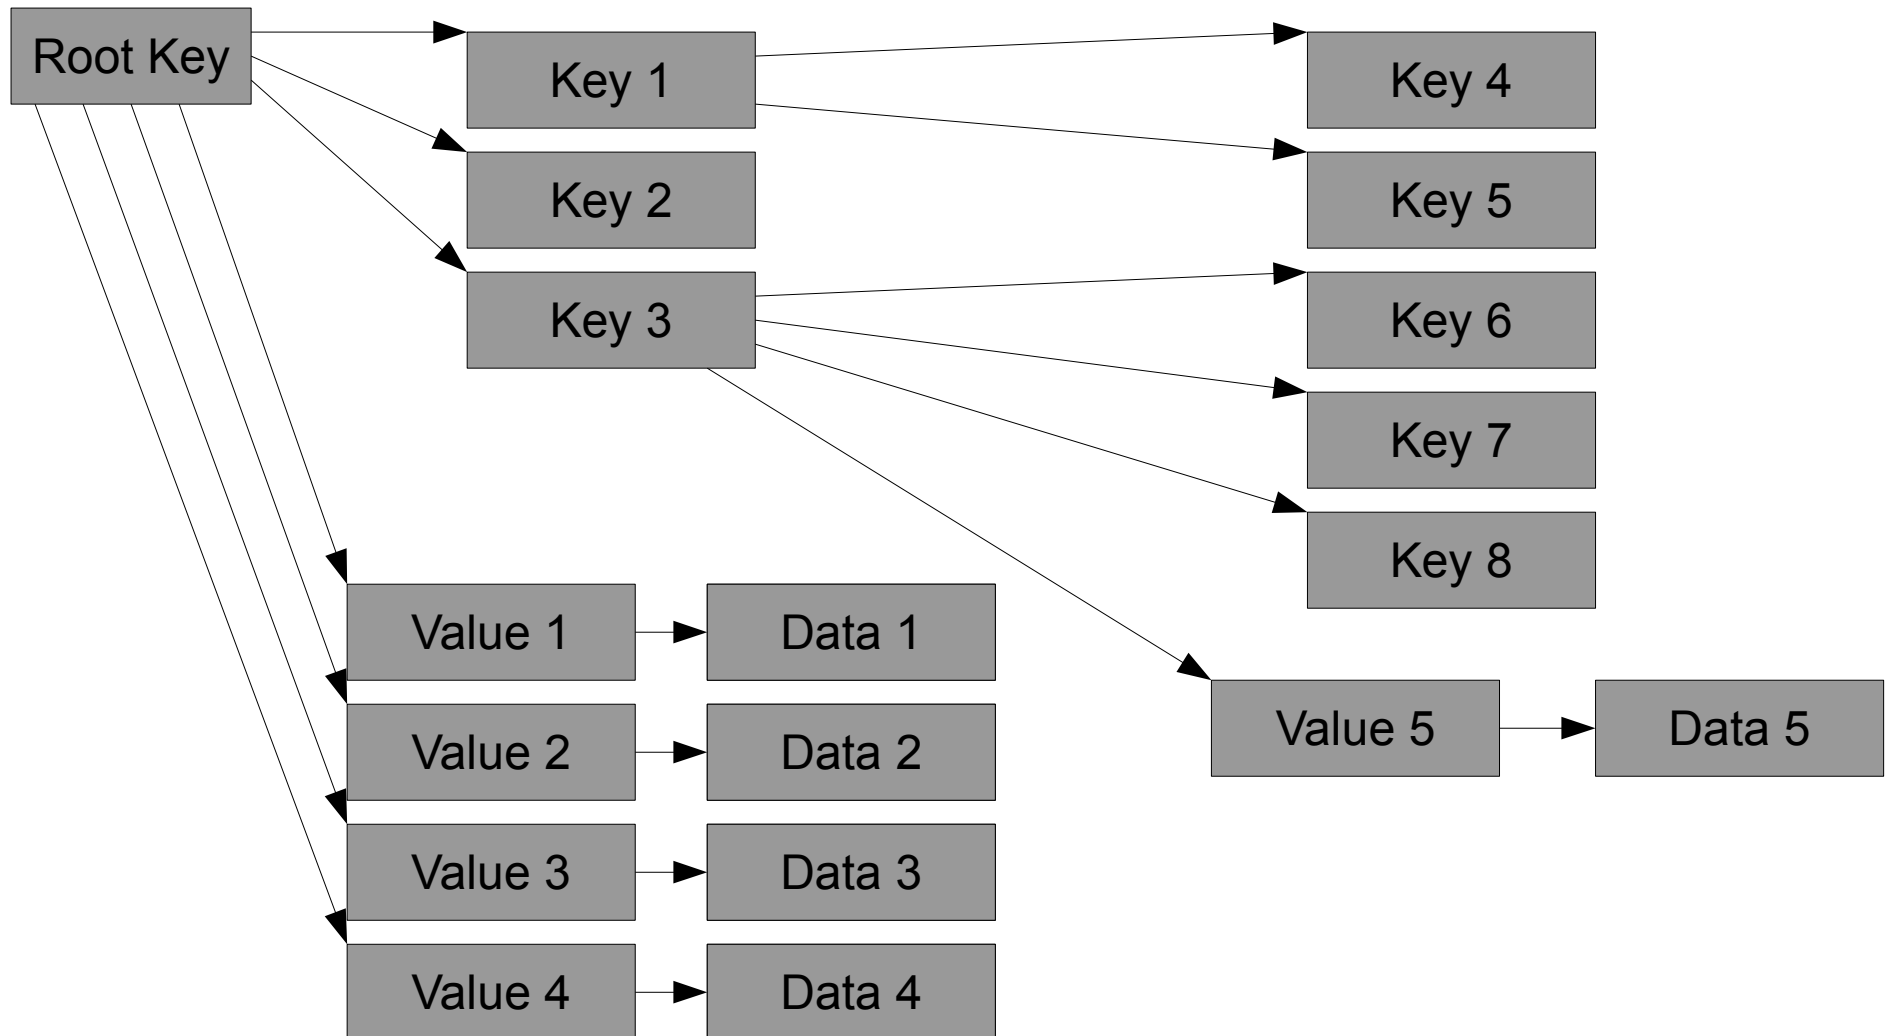 Root Key
Key 1
Key 4
Key 2
Key 5
Key 3
Key 6
Key 7
Key 8
Value 1
Data 1
Value 5
Data 5
Value 2
Data 2
Value 3
Data 3
Value 4
Data 4